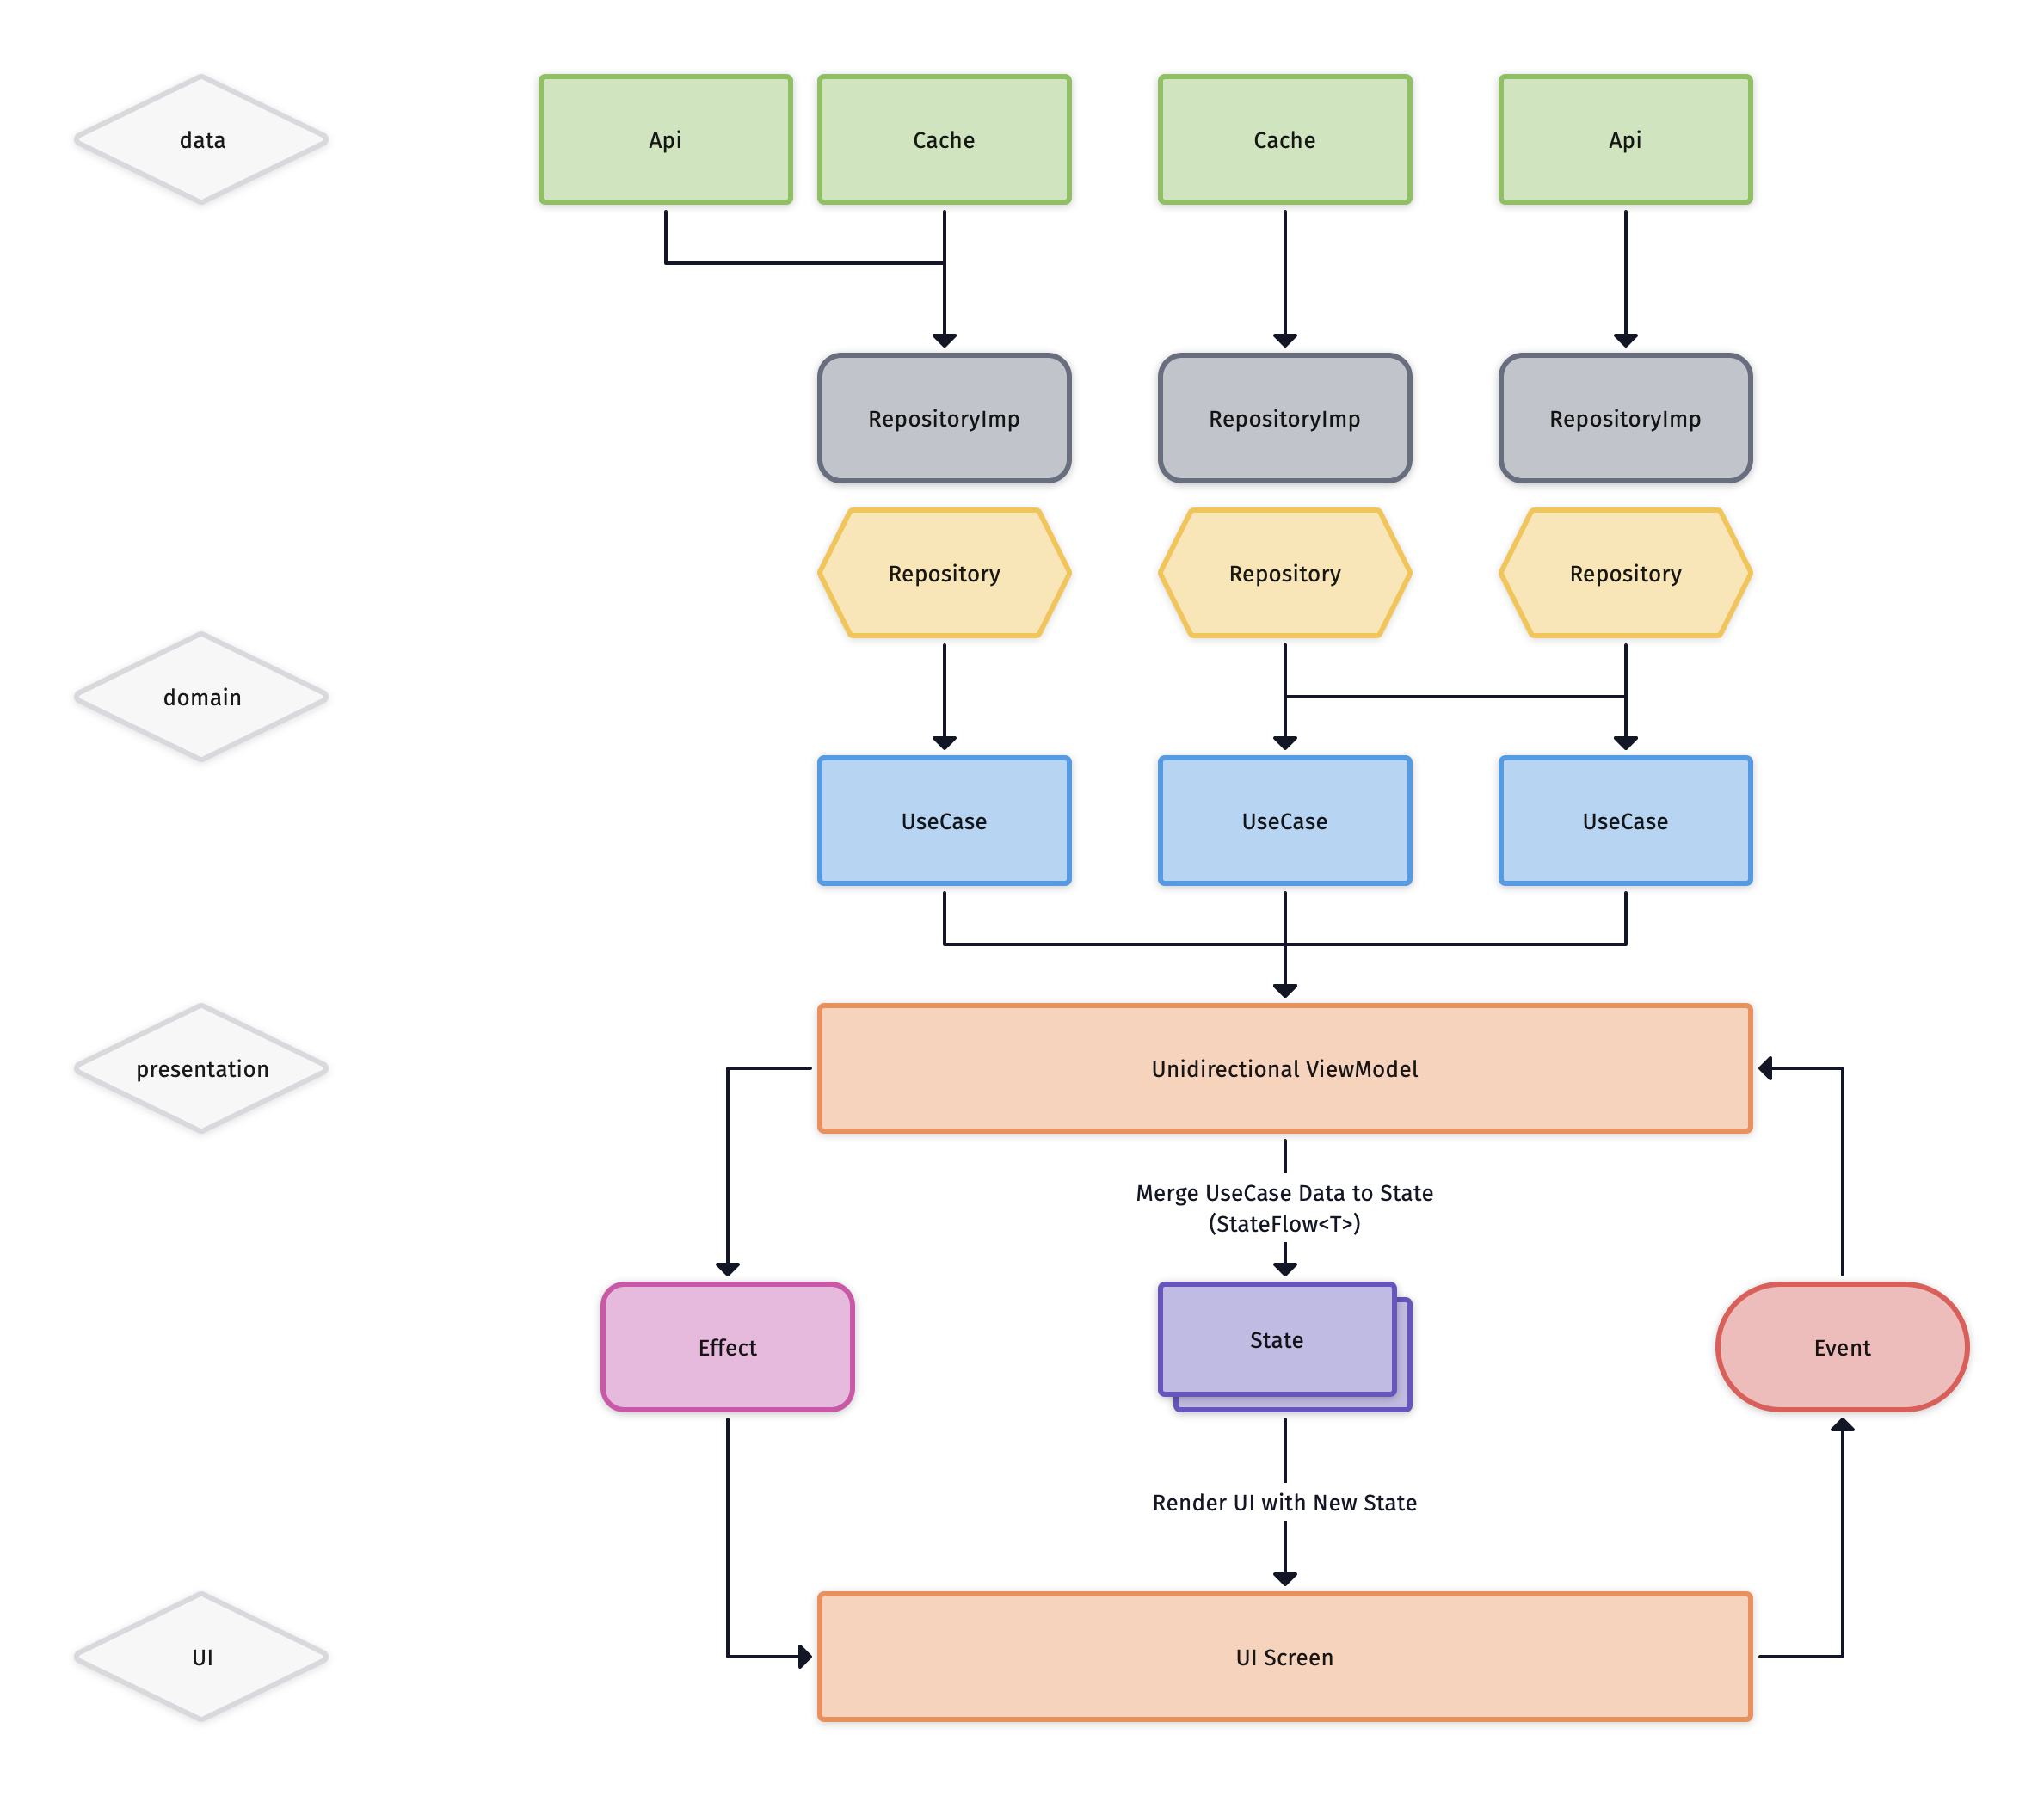 data
Api
Cache
Cache
Api
RepositoryImp
RepositoryImp
RepositoryImp
Repository
Repository
Repository
domain
UseCase
UseCase
UseCase
presentation
Unidirectional ViewModel
Merge UseCase Data to State
(StateFlow<T>)
Effect
State
Event
Render UI with New State
UI
UI Screen